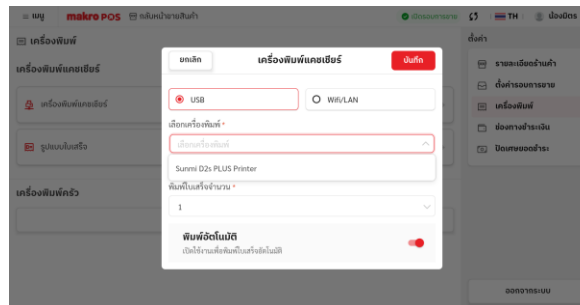 เมนู makro POS กลับหน้าขายสินค้า เปิดรอบการขาย TH น้องมิตร
เครื่องพิมพ์
ตั้งค่า
เครื่องพิมพ์แคชเชียร์
ยกเลิก เครื่องพิมพ์แคชเชียร์ บันทึก
รายละเอียดร้านค้า
ตั้งค่ารอบการขาย
เครื่องพิมพ์แคชเชียร์
USB Wifi/LAN
เครื่องพิมพ์
เลือกเครื่องพิมพ์ *
ช่องทางชำระเงิน
รูปแบบใบเสร็จ
เลือกเครื่องพิมพ์
ปัดเศษยอดชำระ
Sunmi D2s PLUS Printer
พิมพ์ใบเสร็จจำนวน *
เครื่องพิมพ์ครัว
1
พิมพ์อัตโนมัติ
เปิดใช้งานเพื่อพิมพ์ใบเสร็จอัตโนมัติ
ออกจากระบบ